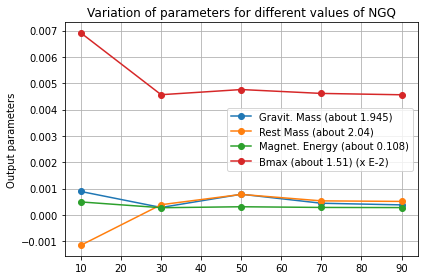 Variation of parameters for different values of NGQ
Output parameters
0.007
0.006
0.005
0.004
0.003
0.002
0.001
0.000
−0.001
Gravit. Mass (about 1.945)
Rest Mass (about 2.04)
Magnet. Energy (about 0.108)
Bmax (about 1.51) (x E-2)
10 20 30 40 50 60 70 80 90